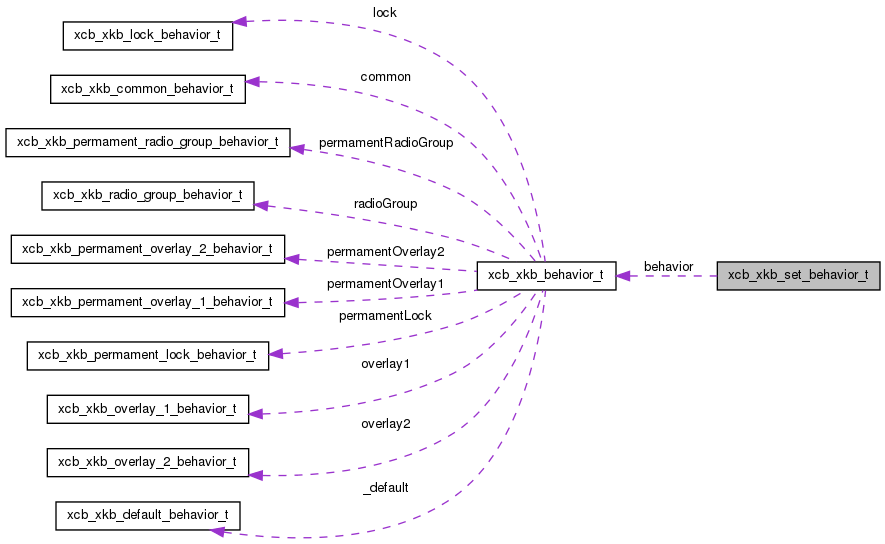 lock
xcb_xkb_lock_behavior_t
common
xcb_xkb_common_behavior_t
permamentRadioGroup
xcb_xkb_permament_radio_group_behavior_t
radioGroup
xcb_xkb_radio_group_behavior_t
permamentOverlay2
xcb_xkb_permament_overlay_2_behavior_t
permamentOverlay1
xcb_xkb_permament_overlay_1_behavior_t
permamentLock
xcb_xkb_permament_lock_behavior_t
overlay1
xcb_xkb_overlay_1_behavior_t
overlay2
xcb_xkb_overlay_2_behavior_t
_default
xcb_xkb_default_behavior_t
xcb_xkb_behavior_t
behavior
xcb_xkb_set_behavior_t